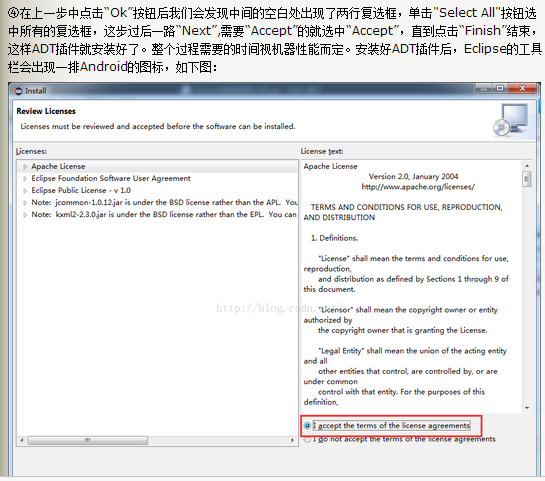 ④在上一步中点击“Ok”按钮后我们会发现中间的空白处出现了两行复选框，单击"Select All"按钮选
中所有的复选框，这步过后一路“Next”,需要“Accept”的就选中“Accept”，直到点击“Finish”结束，
这样ADT插件就安装好了。整个过程需要的时间视机器性能而定。安装好ADT插件后，Eclipse的工具
栏会出现一排Android的图标，如下图：
Install
Review Licenses
Licenses must be reviewed and accepted before the software can be installed.
Licenses:
Apache License
Eclipse Foundation Software User Agreement
Eclipse Public License - v 1.0
Note: jcommon-1.0.12.jar is under the BSD license rather than the APL. You
Note: kxml2-2.3.0.jar is under the BSD license rather than the EPL. You can
License text:
Apache License
Version 2.0, January 2004
http://www.apache.org/licenses/
TERMS AND CONDITIONS FOR USE, REPRODUCTION,
AND DISTRIBUTION
1. Definitions.
"License" shall mean the terms and conditions for use,
reproduction,
and distribution as defined by Sections 1 through 9 of
this document.
"Licensor" shall mean the copyright owner or entity
authorized by
the copyright owner that is granting the License.
"Legal Entity" shall mean the union of the acting entity
and all
other entities that control, are controlled by, or are
under common
control with that entity. For the purposes of this
definition,
http://blog.csdn.net/
I accept the terms of the license agreements
I do not accept the terms of the license agreements